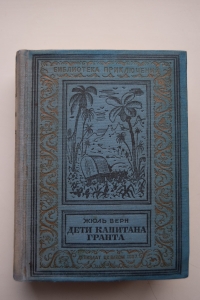 БИБЛИОТЕКА ПРИКЛЮЧЕНИЙ
ЖЮЛЬ ВЕРН
ДЕТИ КАПИТАНА
ГРАНТА